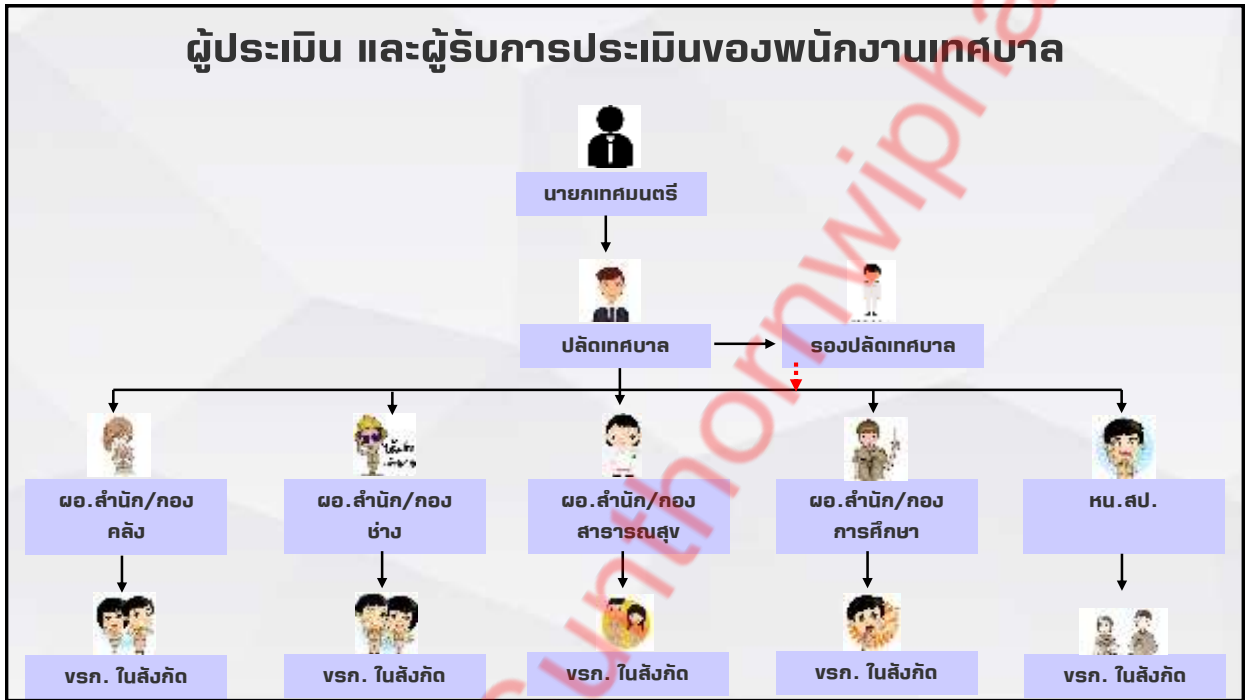 ผู้ประเมิน และผู้รับการประเมินของพนักงานเทศบาล
นายกเทศมนตรี
ปลัดเทศบาล
รองปลัดเทศบาล
ผอ.สำนัก/กอง
คลัง
ผอ.สำนัก/กอง
ช่าง
ผอ.สำนัก/กอง
สาธารณสุข
ผอ.สำนัก/กอง
การศึกษา
หน.สป.
ขรก. ในสังกัด
ขรก. ในสังกัด
ขรก. ในสังกัด
ขรก. ในสังกัด
ขรก. ในสังกัด